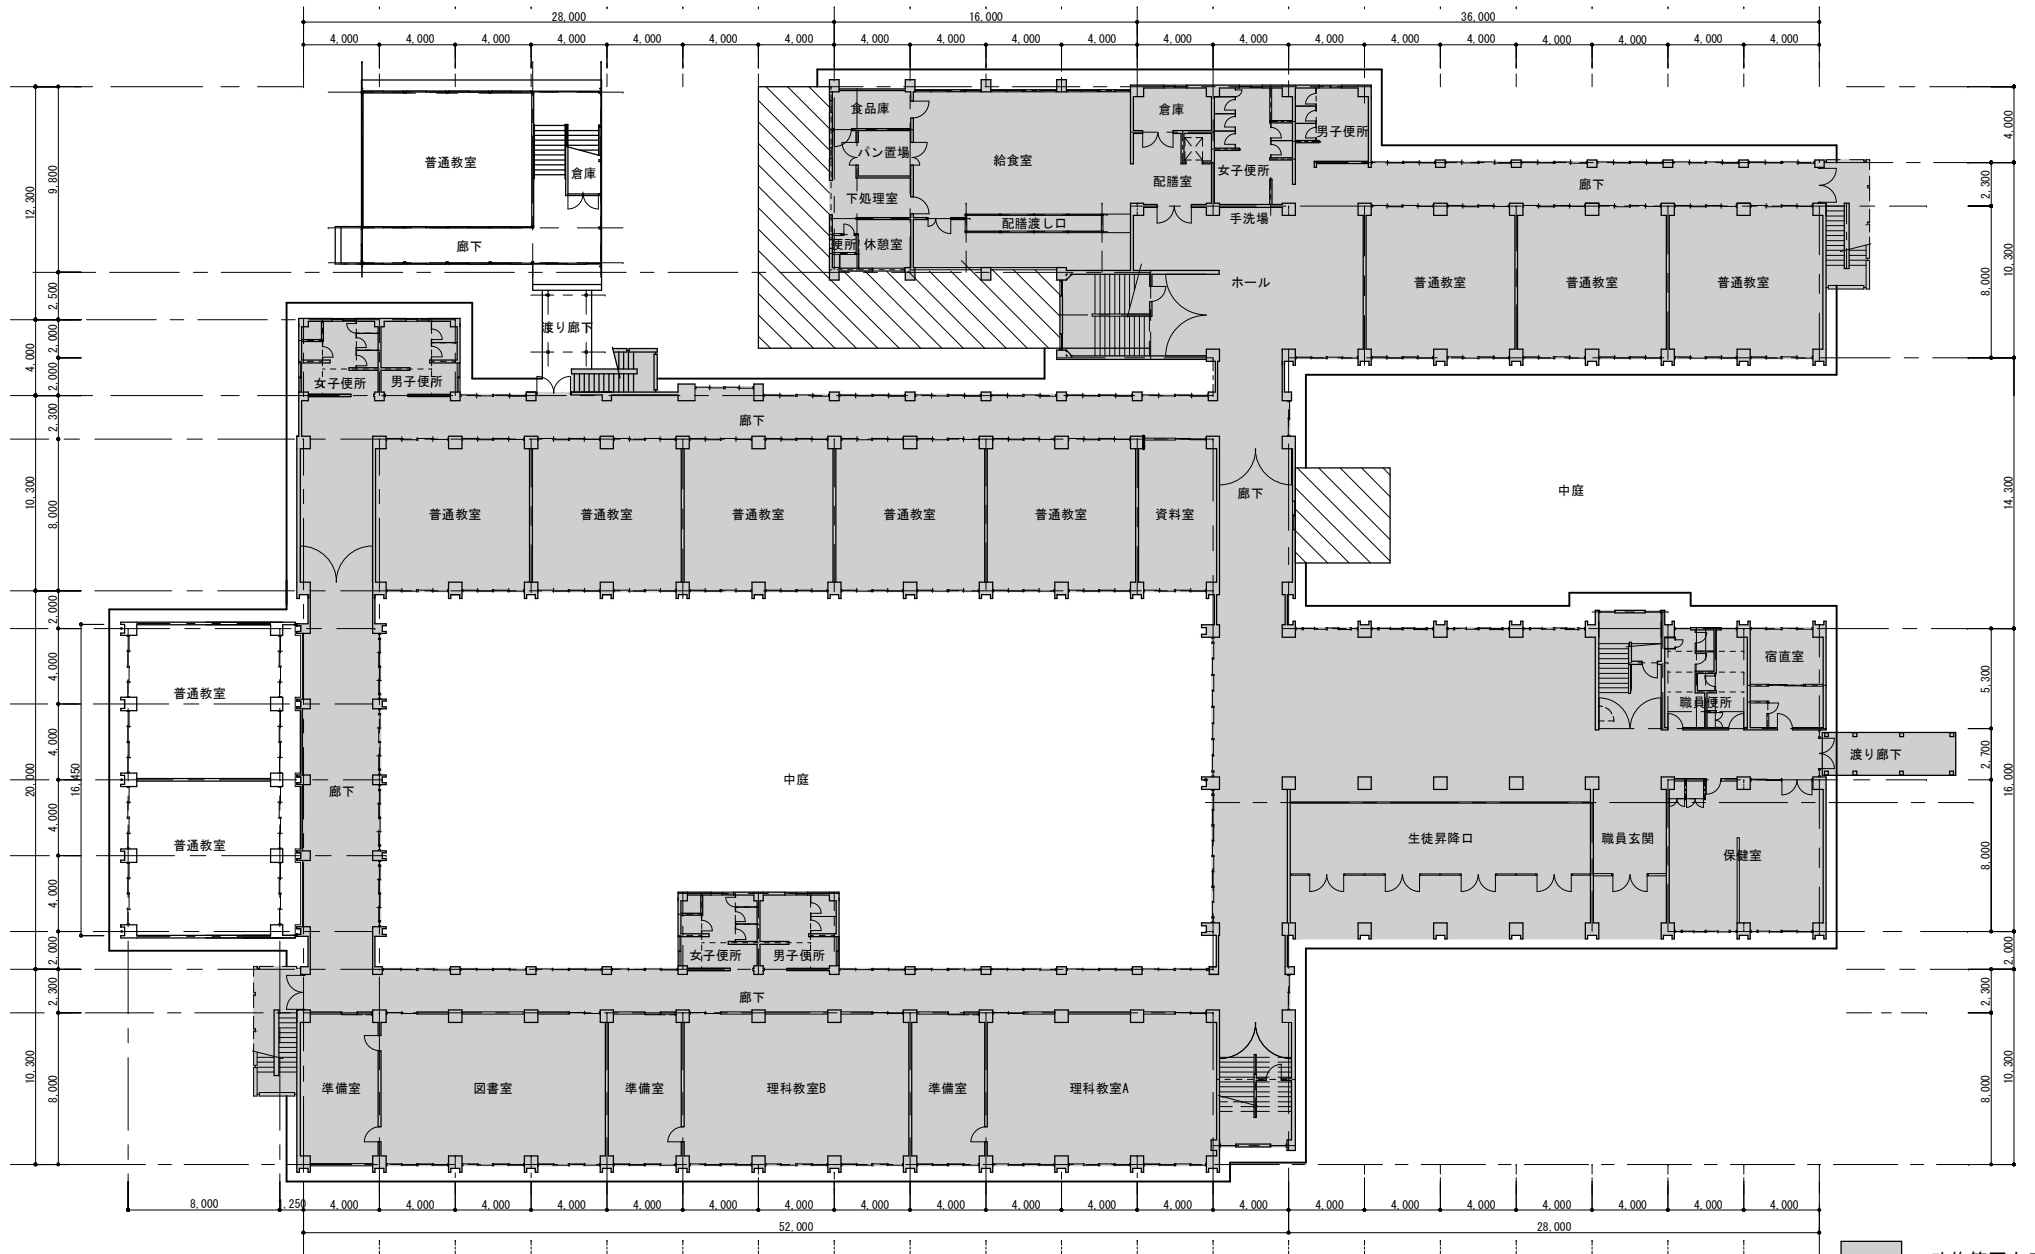 28,000
16,000
36,000
4,000 4,000 4,000 4,000 4,000 4,000 4,000 4,000 4,000 4,000 4,000 4,000 4,000 4,000 4,000 4,000 4,000 4,000 4,000 4,000
食品庫
倉庫
男子便所
4,000
普通教室
パン置場
給食室
倉庫
女子便所
配膳室
廊下
2,300
9,800
12,300
下処理室
手洗場
配膳渡し口
廊下
便所
休憩室
10,300
8,000
ホール
普通教室
普通教室
普通教室
2,500
渡り廊下
2,000
4,000
2,000
女子便所
男子便所
2,300
廊下
10,300
8,000
廊下
中庭
14,300
普通教室
普通教室
普通教室
普通教室
普通教室
資料室
2,000
宿直室
5,300
4,000
普通教室
職員便所
4,000
2,700
渡り廊下
20,000
16,450
廊下
中庭
16,000
4,000
普通教室
生徒昇降口
職員玄関
保健室
8,000
4,000
2,000
女子便所
男子便所
2,000
2,300
廊下
2,300
10,300
8,000
準備室
図書室
準備室
理科教室B
準備室
理科教室A
8,000
10,300
8,000
1,250
4,000 4,000 4,000 4,000 4,000 4,000 4,000 4,000 4,000 4,000 4,000 4,000 4,000 4,000 4,000 4,000 4,000 4,000 4,000 4,000
52,000
28,000